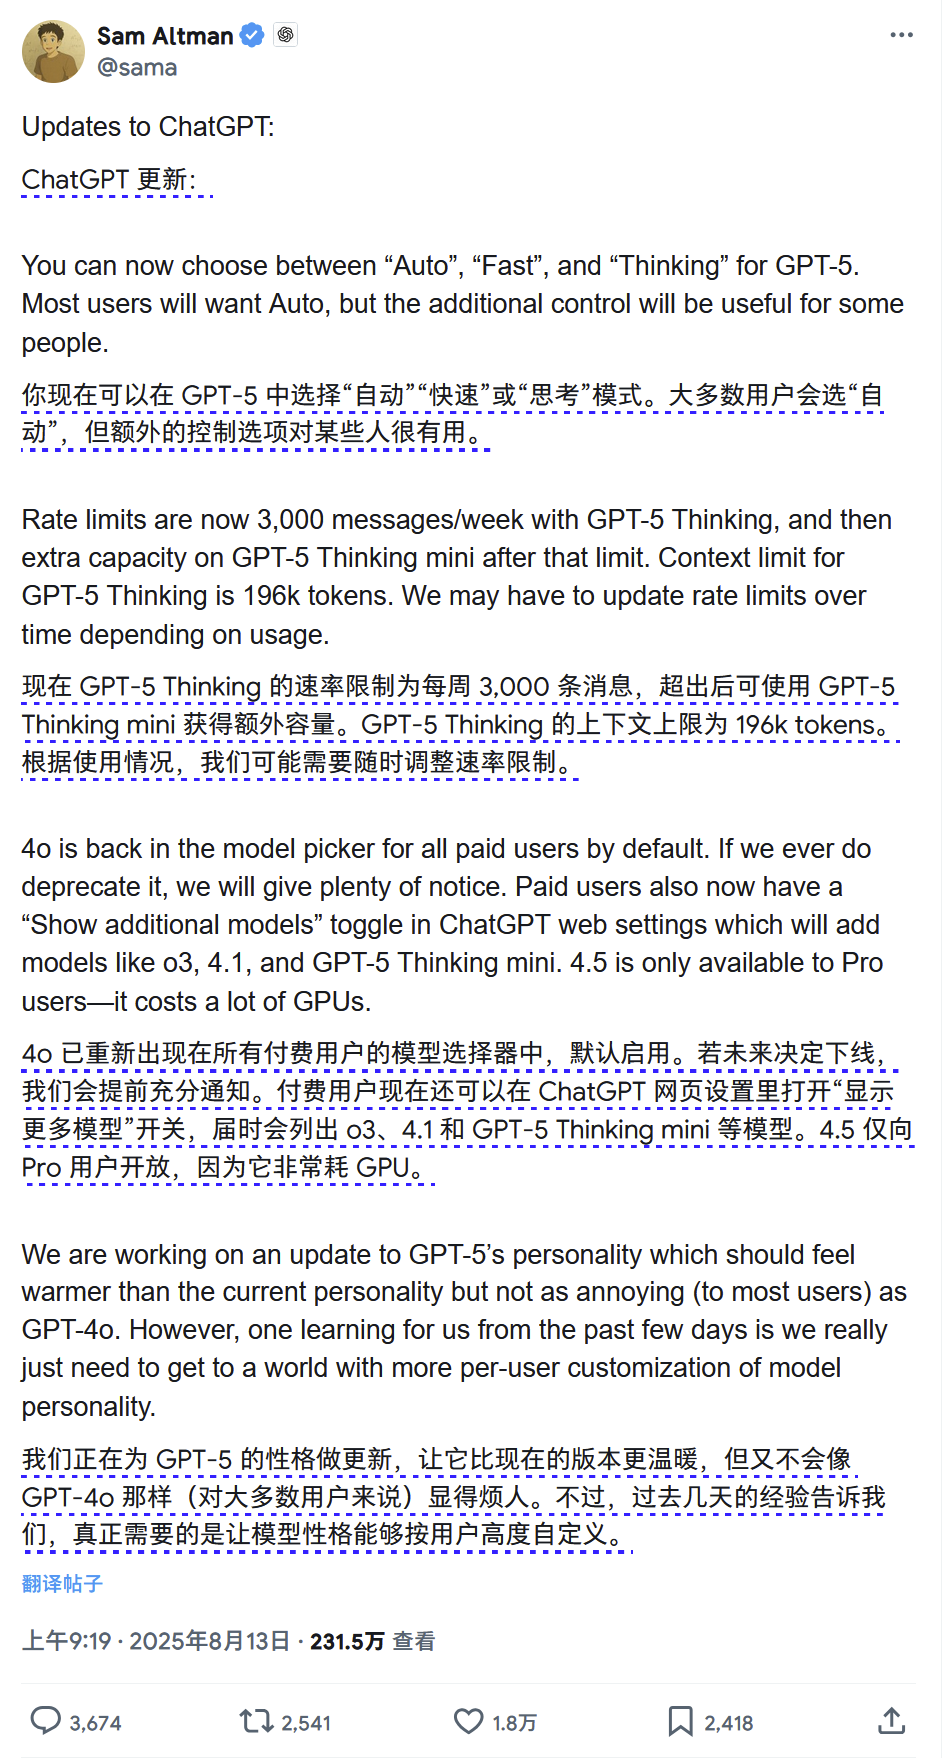 Sam Altman
@sama
Updates to ChatGPT:
ChatGPT 更新：
You can now choose between “Auto”, “Fast”, and “Thinking” for GPT-5.
Most users will want Auto, but the additional control will be useful for some
people.
你现在可以在 GPT-5 中选择“自动”“快速”或“思考”模式。大多数用户会选“自
动”，但额外的控制选项对某些人很有用。
Rate limits are now 3,000 messages/week with GPT-5 Thinking, and then
extra capacity on GPT-5 Thinking mini after that limit. Context limit for
GPT-5 Thinking is 196k tokens. We may have to update rate limits over
time depending on usage.
现在 GPT-5 Thinking 的速率限制为每周 3,000 条消息，超出后可使用 GPT-5
Thinking mini 获得额外容量。GPT-5 Thinking 的上下文上限为 196k tokens。
根据使用情况，我们可能需要随时调整速率限制。
4o is back in the model picker for all paid users by default. If we ever do
deprecate it, we will give plenty of notice. Paid users also now have a
“Show additional models” toggle in ChatGPT web settings which will add
models like o3, 4.1, and GPT-5 Thinking mini. 4.5 is only available to Pro
users—it costs a lot of GPUs.
4o 已重新出现在所有付费用户的模型选择器中，默认启用。若未来决定下线，
我们会提前充分通知。付费用户现在还可以在 ChatGPT 网页设置里打开“显示
更多模型”开关，届时会列出 o3、4.1 和 GPT-5 Thinking mini 等模型。4.5 仅向
Pro 用户开放，因为它非常耗 GPU。
We are working on an update to GPT-5’s personality which should feel
warmer than the current personality but not as annoying (to most users) as
GPT-4o. However, one learning for us from the past few days is we really
just need to get to a world with more per-user customization of model
personality.
我们正在为 GPT-5 的性格做更新，让它比现在的版本更温暖，但又不会像
GPT-4o 那样（对大多数用户来说）显得烦人。不过，过去几天的经验告诉我
们，真正需要的是让模型性格能够按用户高度自定义。
翻译帖子
上午9:19 · 2025年8月13日 · 231.5万 查看
3,674 2,541 1.8万 2,418